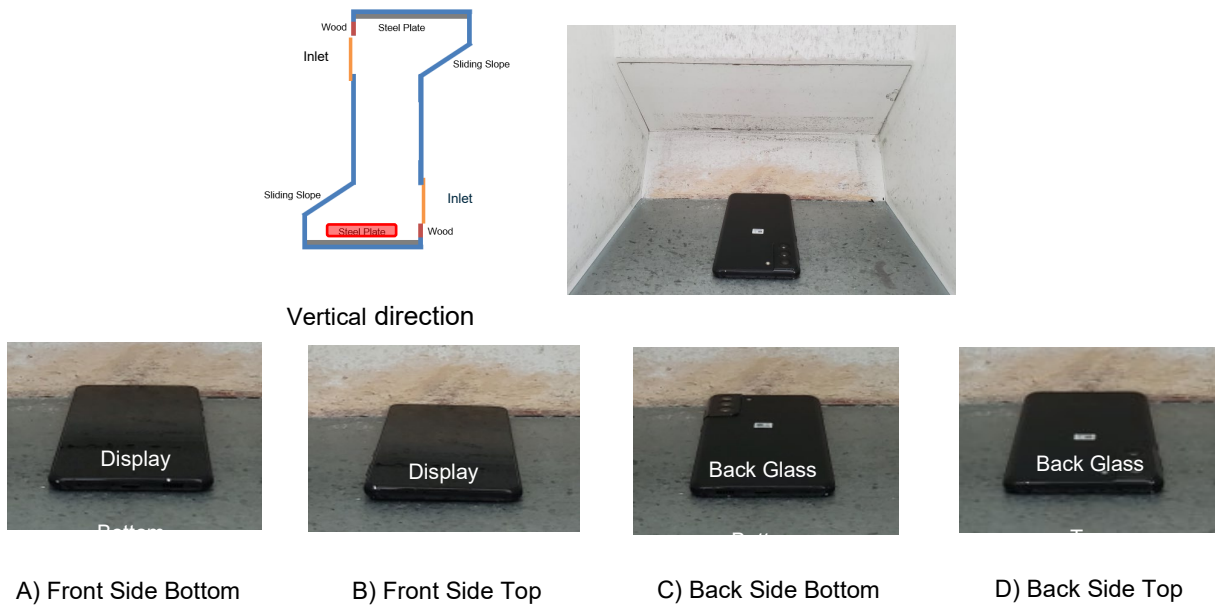 Wood
Steel Plate
Inlet
Sliding Slope
Sliding Slope
Inlet
Steel Plate
Wood
Vertical direction
Display
Display
Back Glass
Back Glass
A) Front Side Bottom
B) Front Side Top
C) Back Side Bottom
D) Back Side Top